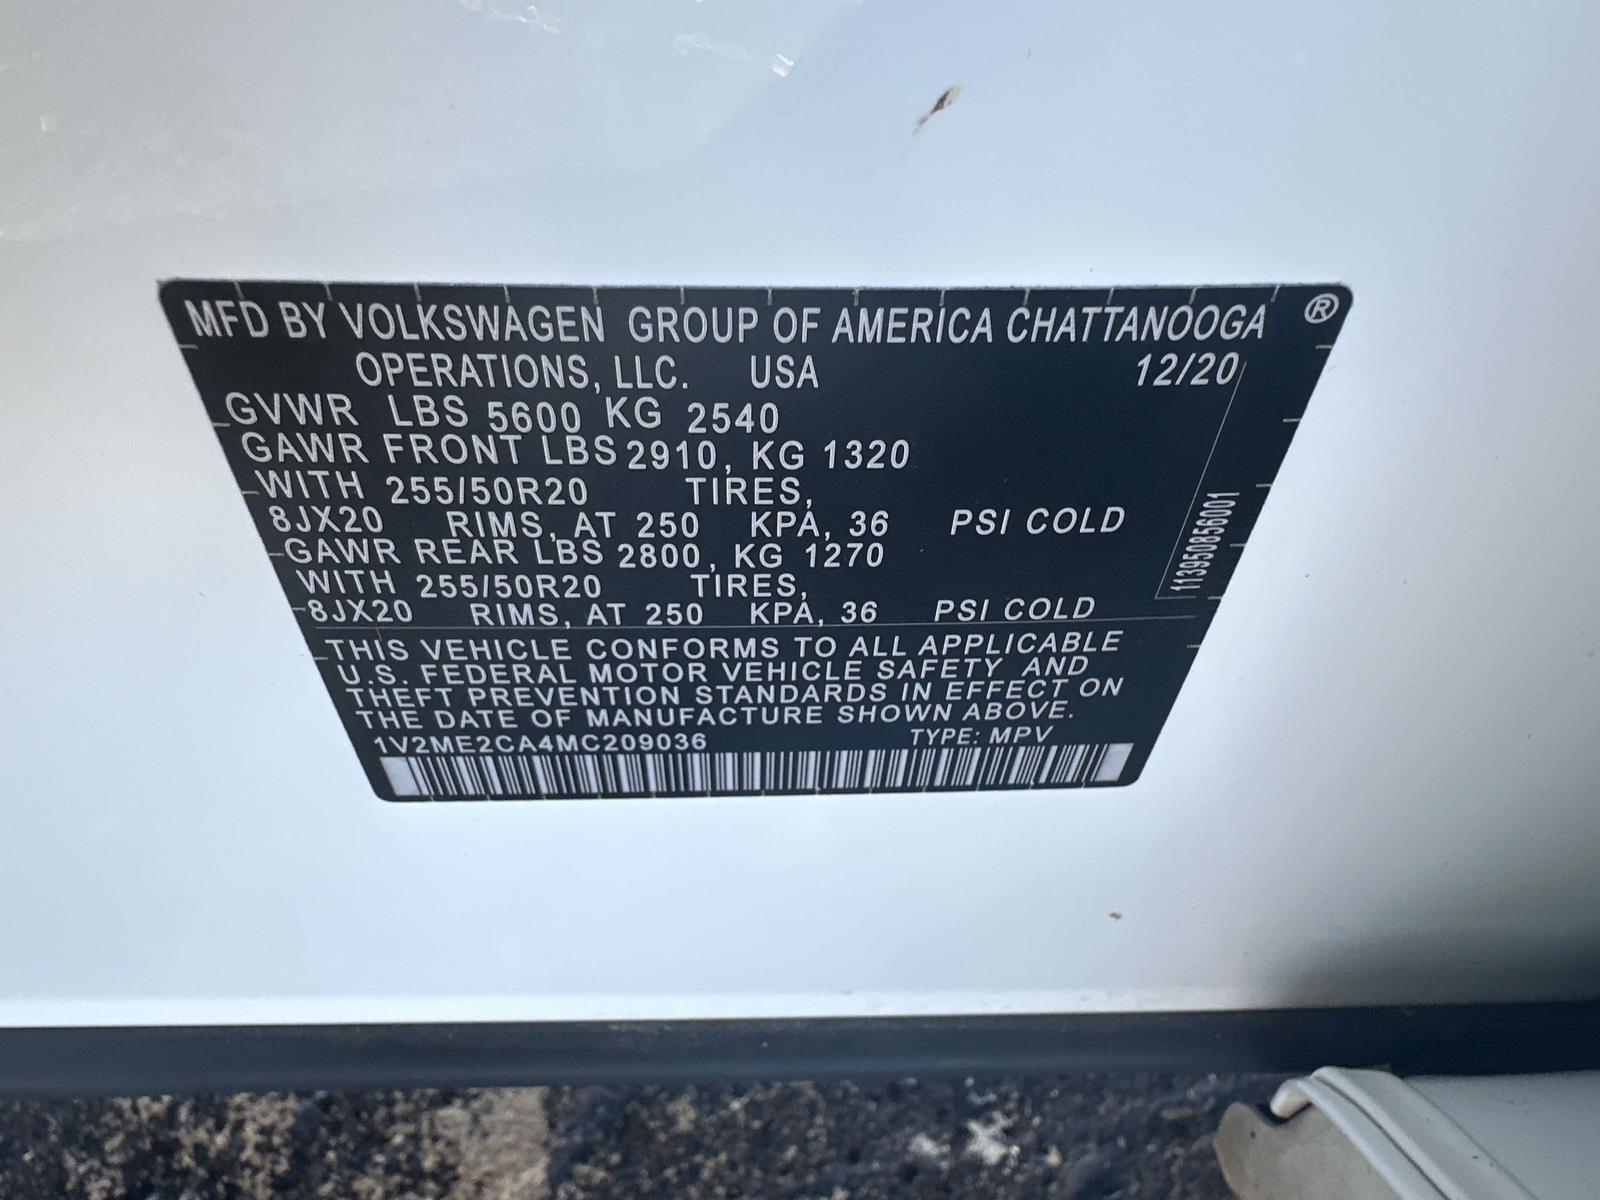 MFD BY VOLKSWAGEN GROUP OF AMERICA CHATTANOOGA ®
OPERATIONS, LLC. USA 12/20
GVWR LBS 5600 KG 2540
GAWR FRONT LBS 2910, KG 1320
WITH 255/50R20 TIRES,
8JX20 RIMS, AT 250 KPA, 36 PSI COLD
GAWR REAR LBS 2800, KG 1270
WITH 255/50R20 TIRES,
8JX20 RIMS, AT 250 KPA, 36 PSI COLD
113950856001
THIS VEHICLE CONFORMS TO ALL APPLICABLE
U.S. FEDERAL MOTOR VEHICLE SAFETY AND
THEFT PREVENTION STANDARDS IN EFFECT ON
THE DATE OF MANUFACTURE SHOWN ABOVE.
1V2ME2CA4MC209036 TYPE: MPV